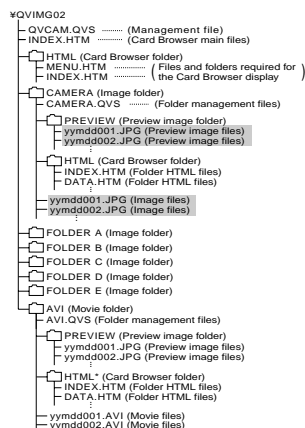 ¥QVIMG02
QVCAM.QVS ············ (Management file)
INDEX.HTM ············ (Card Browser main files)
HTML (Card Browser folder)
MENU.HTM ············ ( Files and folders required for
INDEX.HTM ············ the Card Browser display )
CAMERA (Image folder)
CAMERA.QVS ········ (Folder management files)
PREVIEW (Preview image folder)
yymdd001.JPG (Preview image files)
yymdd002.JPG (Preview image files)
HTML (Card Browser folder)
INDEX.HTM (Folder HTML files)
DATA.HTM (Folder HTML files)
yymdd001.JPG (Image files)
yymdd002.JPG (Image files)
FOLDER A (Image folder)
FOLDER B (Image folder)
FOLDER C (Image folder)
FOLDER D (Image folder)
FOLDER E (Image folder)
AVI (Movie folder)
AVI.QVS (Folder management files)
PREVIEW (Preview image folder)
yymdd001.JPG (Preview image files)
yymdd002.JPG (Preview image files)
HTML* (Card Browser folder)
INDEX.HTM (Folder HTML files)
DATA.HTM (Folder HTML files)
yymdd001.AVI (Movie files)
yymdd002.AVI (Movie files)